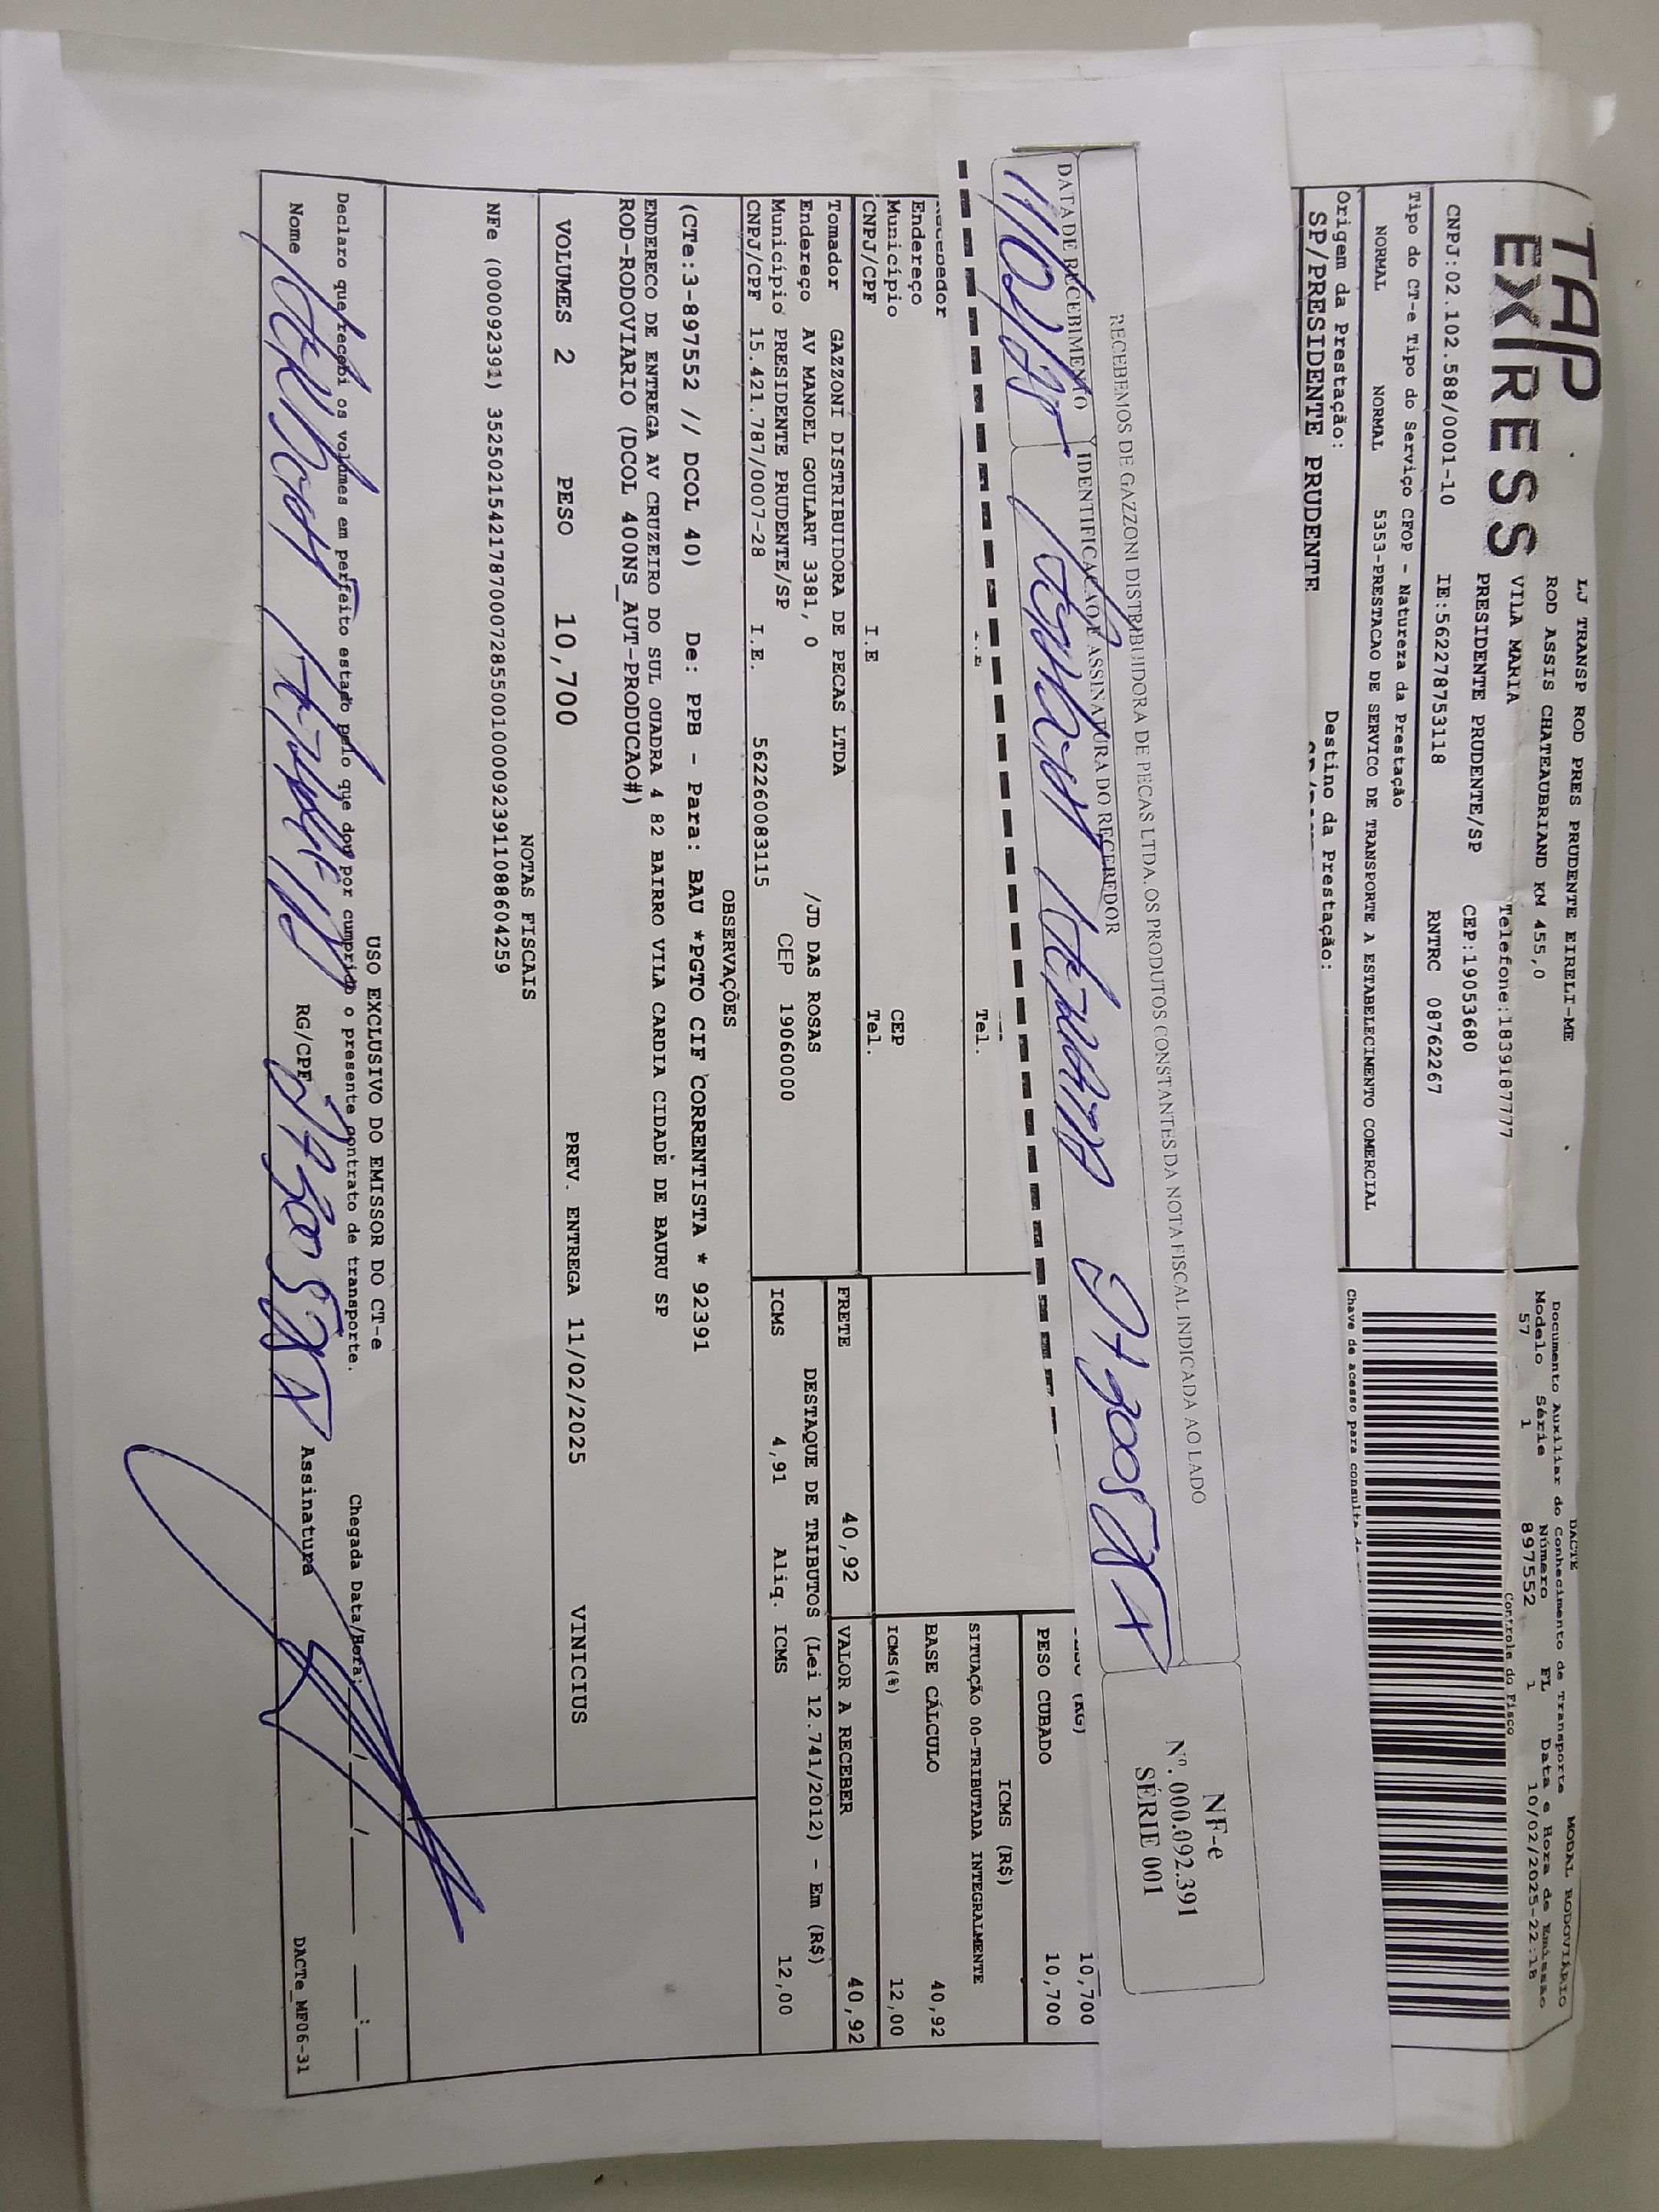 TAP
EXPRESS
LJ TRANSP ROD PRES PRUDENTE EIRELI-ME
ROD ASSIS CHATEAUBRIAND KM 455,0
VILA MARIA Telefone:1839187777
PRESIDENTE PRUDENTE/SP CEP:19053680
CNPJ:02.102.588/0001-10 IE:562278753118 RNTRC 08762267
DACTE MODAL RODOVIÁRIO
Documento Auxiliar do Conhecimento de Transporte
Modelo Série Número FL Data e Hora de Emissao
57 1 897552 1 10/02/2025-22:18
Controle do Fisco
Chave de acesso para consulta de
Tipo do CT-e Tipo do Serviço CFOP - Natureza da Prestação
NORMAL NORMAL 5353-PRESTACAO DE SERVICO DE TRANSPORTE A ESTABELECIMENTO COMERCIAL
Origem da Prestação: Destino da Prestação:
SP/PRESIDENTE PRUDENTE
RECEBEMOS DE GAZZONI DISTRIBUIDORA DE PECAS LTDA. OS PRODUTOS CONSTANTES DA NOTA FISCAL INDICADA AO LADO
DATA DE RECEBIMENTO IDENTIFICAÇÃO E ASSINATURA DO RECEBEDOR
NF-e
Nº. 000.092.391
SÉRIE 001
Tel.
Endereço
Município CEP
CNPJ/CPF I.E Tel.
(KG) 10,700
PESO CUBADO 10,700
ICMS (R$)
SITUAÇÃO 00-TRIBUTADA INTEGRALMENTE
BASE CÁLCULO 40,92
ICMS(%) 12,00
Tomador GAZZONI DISTRIBUIDORA DE PECAS LTDA
Endereço AV MANOEL GOULART 3381, 0 /JD DAS ROSAS
Município PRESIDENTE PRUDENTE/SP CEP 19060000
CNPJ/CPF 15.421.787/0007-28 I.E. 562260083115
FRETE 40,92 VALOR A RECEBER 40,92
DESTAQUE DE TRIBUTOS (Lei 12.741/2012) - Em (R$)
ICMS 4,91 Aliq. ICMS 12,00
OBSERVAÇÕES
(CTe:3-897552 // DCOL 40) De: PPB - Para: BAU *PGTO CIF CORRENTISTA * 92391
ENDERECO DE ENTREGA AV CRUZEIRO DO SUL QUADRA 4 82 BAIRRO VILA CARDIA CIDADE DE BAURU SP
ROD-RODOVIARIO (DCOL 400NS_AUT-PRODUCAO#)
VOLUMES 2 PESO 10,700 PREV. ENTREGA 11/02/2025 VINICIUS
NOTAS FISCAIS
NFe (000092391) 35250215421787000728550010000923911088604259
USO EXCLUSIVO DO EMISSOR DO CT-e
Declaro que recebi os volumes em perfeito estado pelo que dou por cumprido o presente contrato de transporte. Chegada Data/Hora: / / :
Nome RG/CPF Assinatura
DACTe_MF06-31